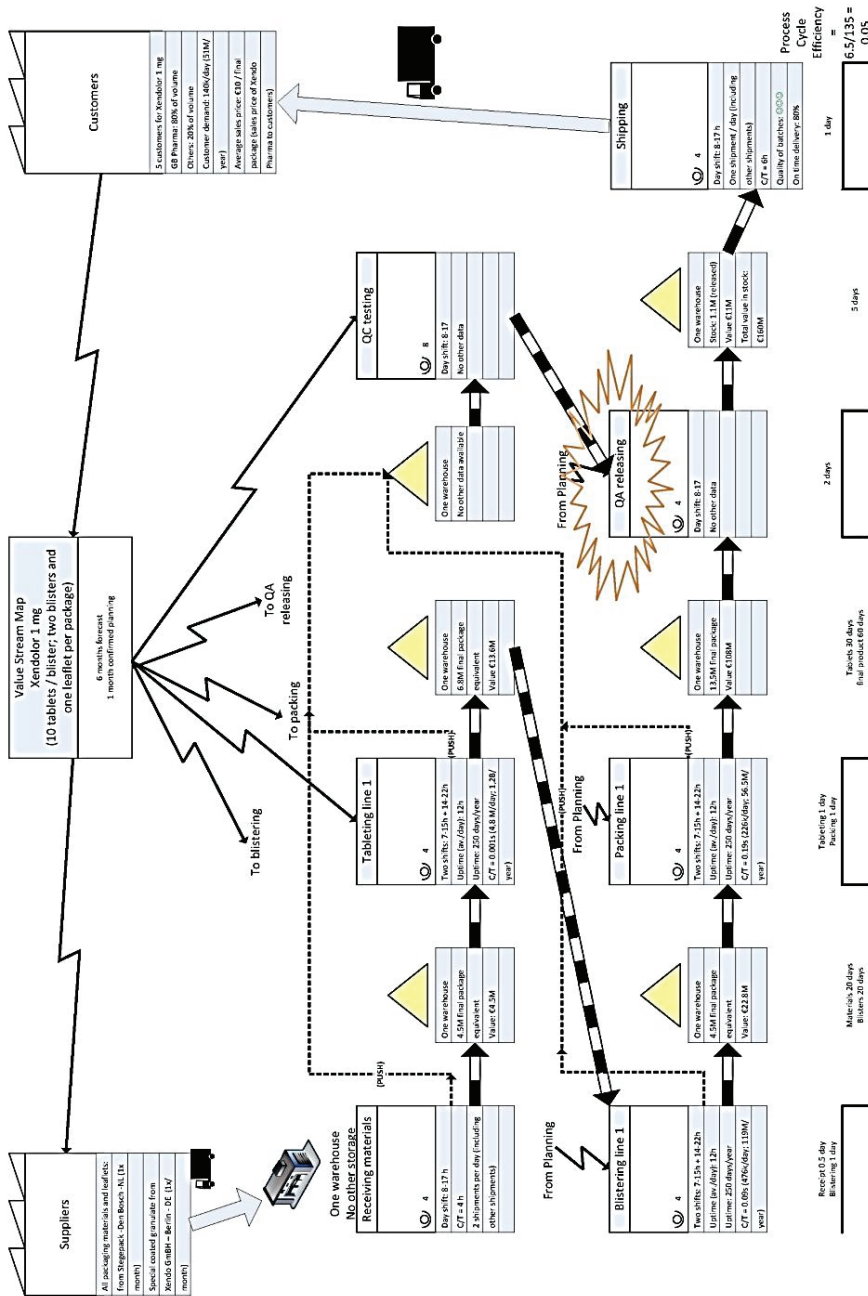 Value Stream Map
Xendolor 1 mg
(10 tablets / blister; two blisters and
one leaflet per package)
6 months forecast
1 month confirmed planning
Suppliers
All packaging materials and leaflets:
from Stegepack -Den Bosch -NL (1x
month)
Special coated granulate from
Xendo GmBH – Berlin - DE (1x/
month)
Customers
5 customers for Xendolor 1 mg
GB Pharma: 80% of volume
Others: 20% of volume
Customer demand: 140k/day (51M/
year)
Average sales price: €10 / final
package (sales price of Xendo
Pharma to customers)
To blistering
To packing
To QA
releasing
One warehouse
No other storage
Receiving materials
4
Day shift: 8-17 h
C/T = 4 h
2 shipments per day (including
other shipments)
(PUSH)
One warehouse
4.5M final package
equivalent
Value: €4.5M
Tableting line 1
4
Two shifts: 7-15h + 14-22h
Uptime (av./day): 12h
Uptime: 250 days/year
C/T = 0.001s (4.8 M/day; 1,2B/
year)
(PUSH)
One warehouse
6.8M final package
equivalent
Value €13.6M
One warehouse
No other data available
QC testing
8
Day shift: 8-17
No other data
From Planning
Blistering line 1
4
Two shifts: 7-15h + 14-22h
Uptime (av./day): 12h
Uptime: 250 days/year
C/T = 0.09s (476k/day; 119M/
year)
(PUSH)
One warehouse
4.5M final package
equivalent
Value: €22.8M
From Planning
Packing line 1
4
Two shifts: 7-15h + 14-22h
Uptime (av./day): 12h
Uptime: 250 days/year
C/T = 0.19s (226k/day; 56.5M/
year)
(PUSH)
One warehouse
13,5M final package
Value €108M
From Planning
QA releasing
4
Day shift: 8-17
No other data
One warehouse
Stock: 1.1M (released)
Value €11M
Total value in stock:
€160M
Shipping
4
Day shift: 8-17 h
One shipment / day (including
other shipments)
C/T = 6h
Quality of batches: ☺☺☺
On time delivery: 80%
Receipt 0.5 day
Blistering 1 day
Materials 20 days
Blisters 20 days
Tableting 1 day
Packing 1 day
Tablets 30 days
final product 60 days
2 days
5 days
1 day
Process
Cycle
Efficiency
=
6.5/135 =
0.05